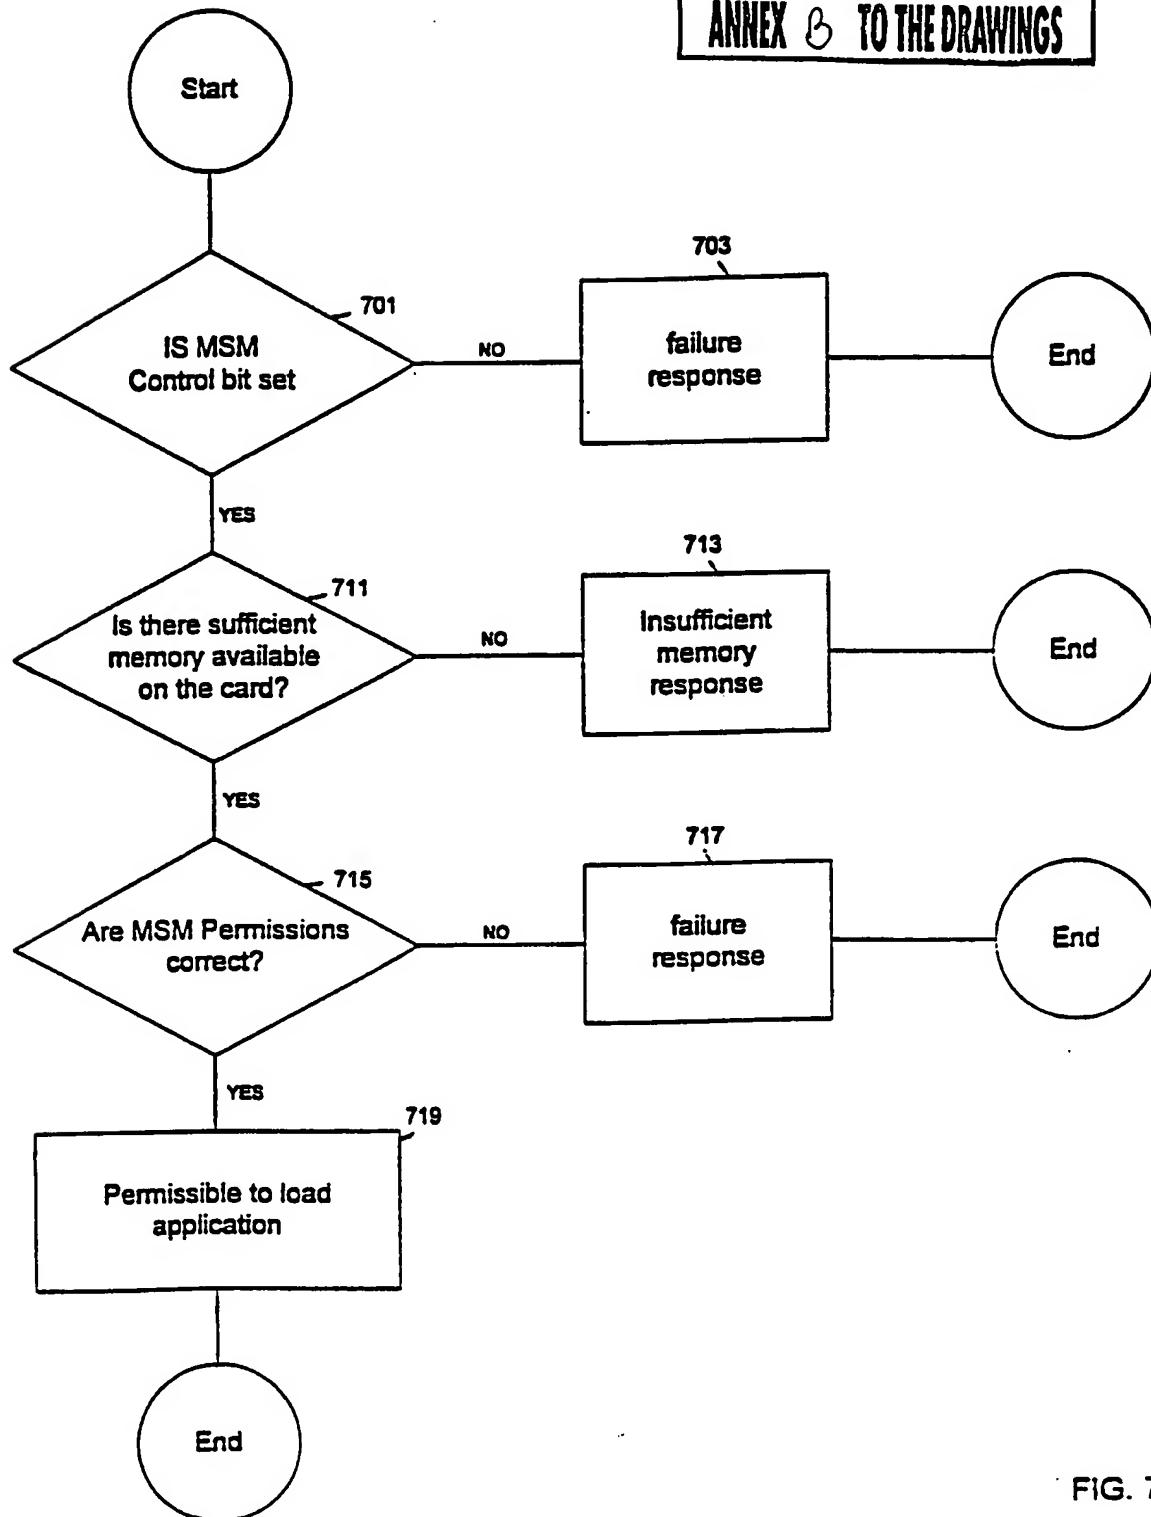 ANNEX B TO THE DRAWINGS
Start
701
IS MSM
Control bit set
NO
703
failure
response
End
YES
711
Is there sufficient
memory available
on the card?
NO
713
Insufficient
memory
response
End
YES
715
Are MSM Permissions
correct?
NO
717
failure
response
End
YES
719
Permissible to load
application
End
FIG. 7